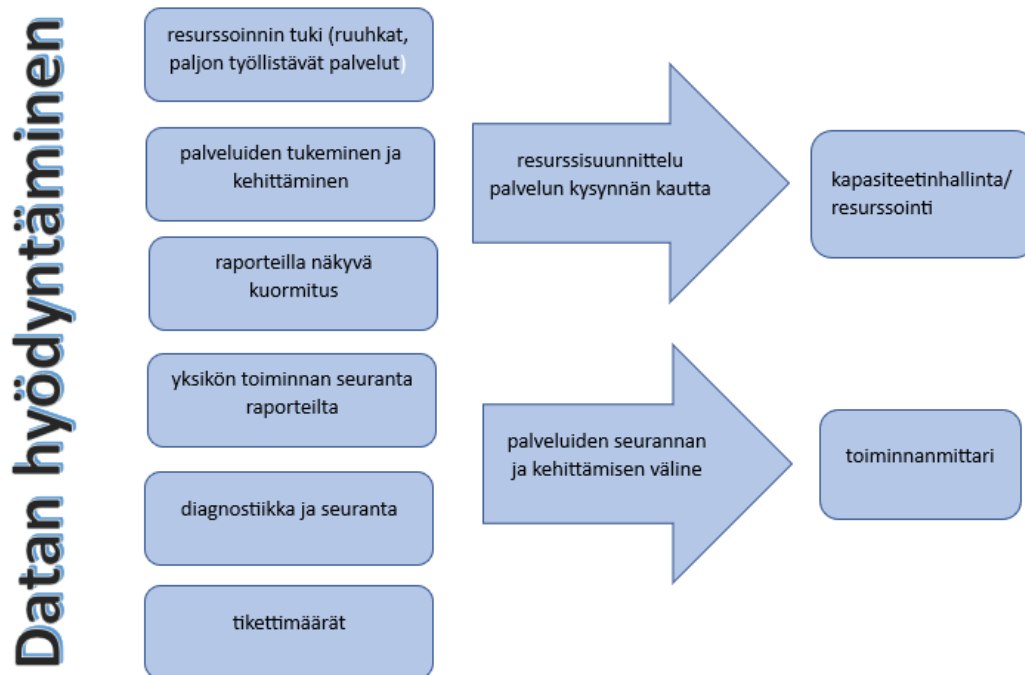 Datan hyödyntäminen
resurssoinnin tuki (ruuhkat,
paljon työllistävät palvelut)
palveluiden tukeminen ja
kehittäminen
raporteilla näkyvä
kuormitus
yksikön toiminnan seuranta
raporteilta
diagnostiikka ja seuranta
tikettimäärät
resurssisuunnittelu
palvelun kysynnän kautta
palveluiden seurannan
ja kehittämisen väline
kapasiteetinhallinta/
resurssointi
toiminnanmittari